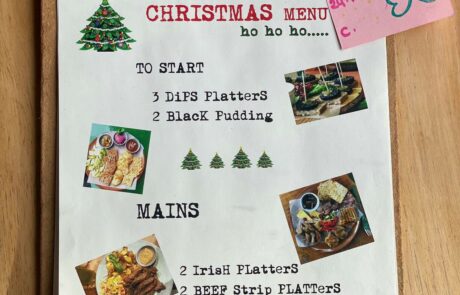 CHRISTMAS MENU
ho ho ho.....
TO START
3 DiPS PlatterS
2 BlacK Pudding
MAINS
2 IrisH PLatterS
2 BEEF Strip PLATTerS